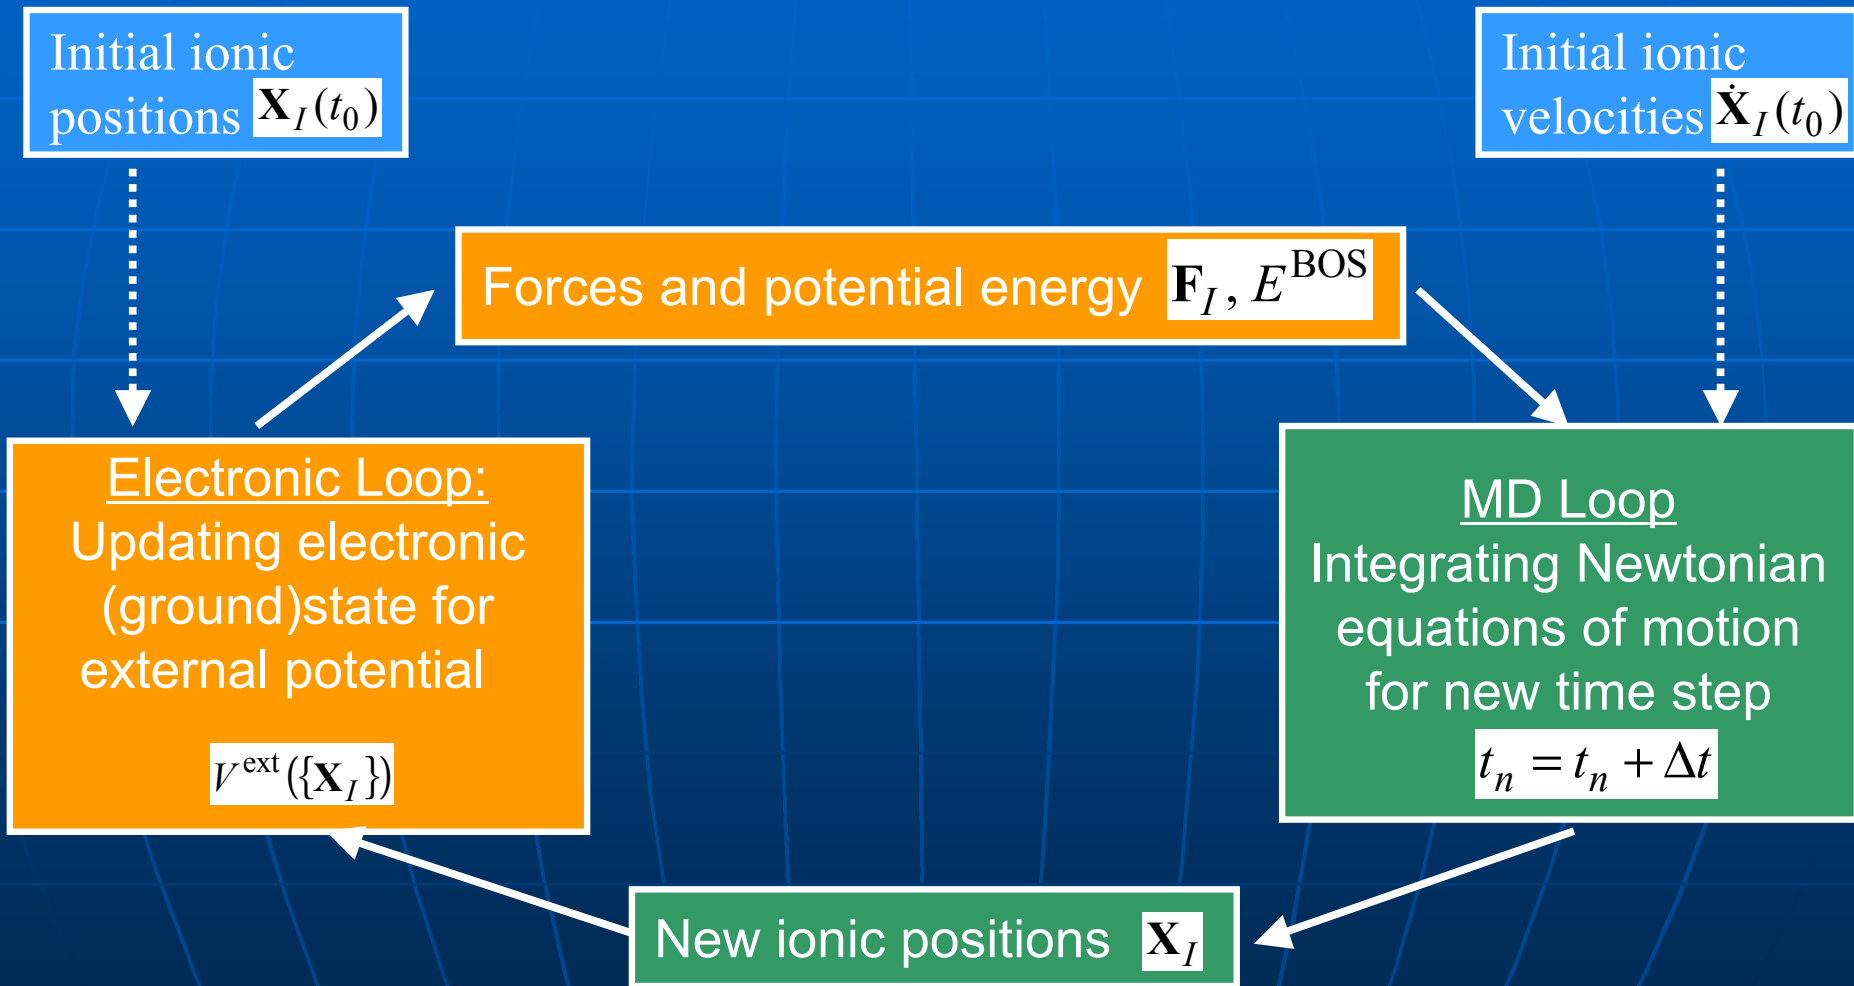 Initial ionic
positions X_I(t_0)
Initial ionic
velocities Ẋ_I(t_0)
Forces and potential energy F_I, E^BOS
Electronic Loop:
Updating electronic
(ground)state for
external potential
V^ext({X_I})
MD Loop
Integrating Newtonian
equations of motion
for new time step
t_n = t_n + Δt
New ionic positions X_I